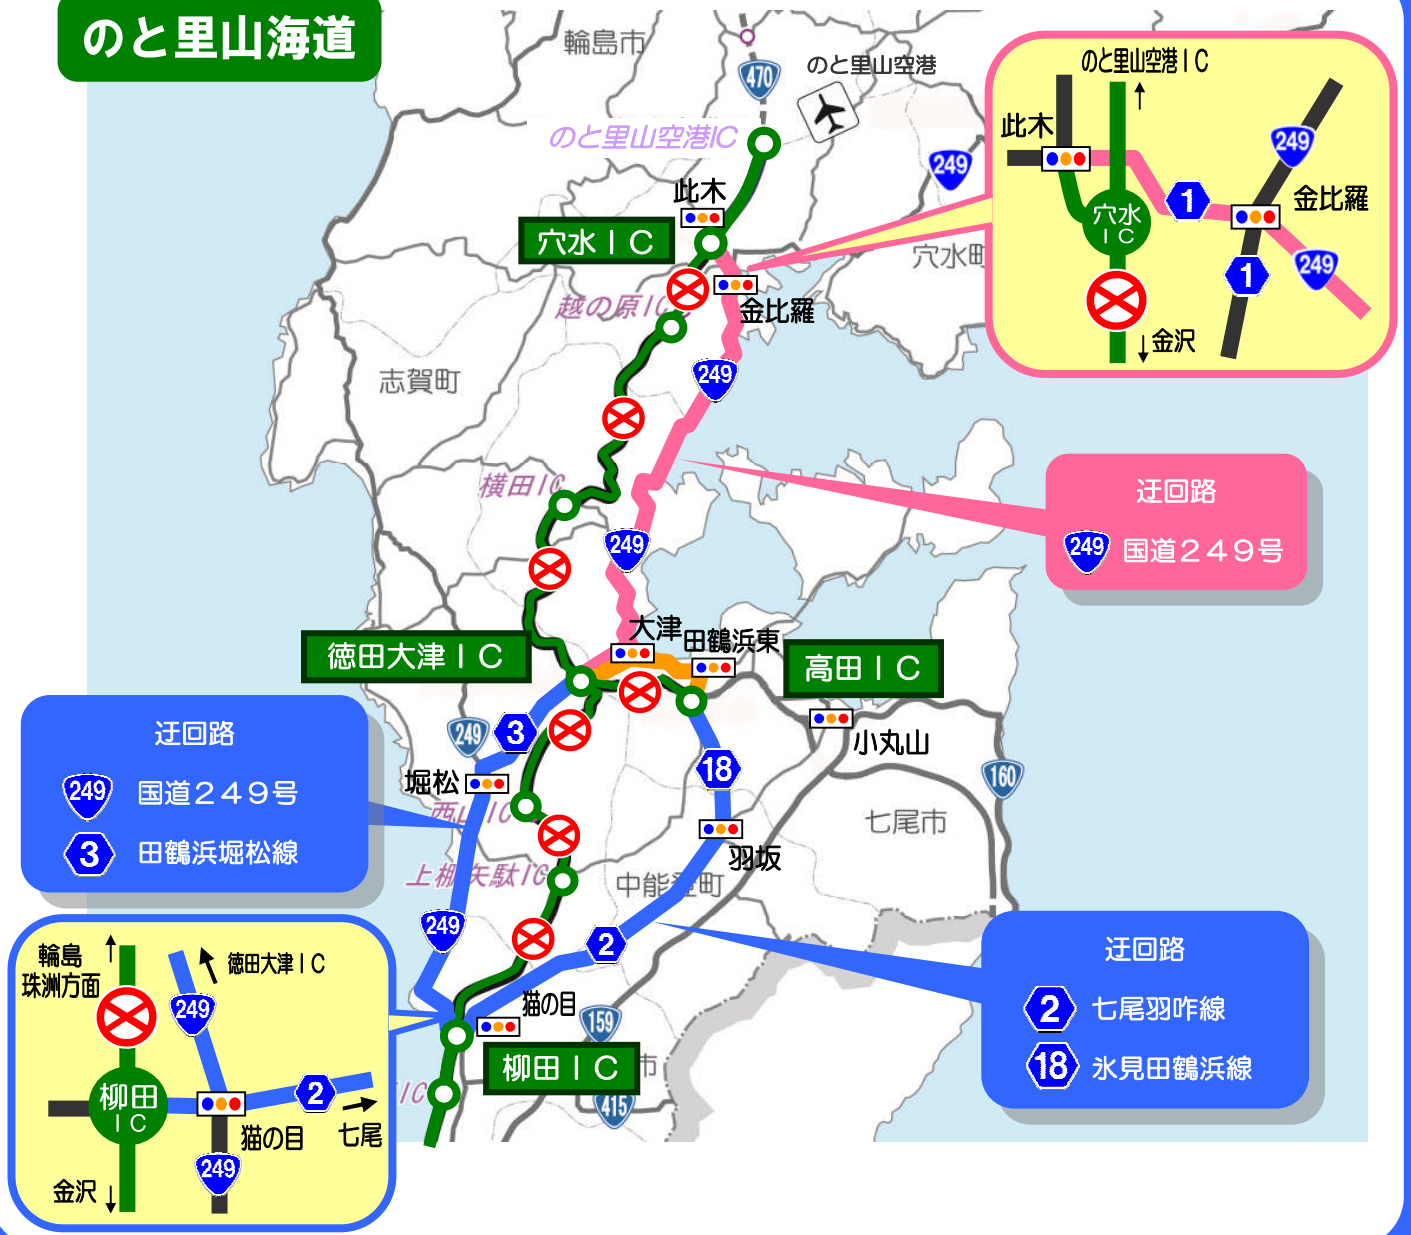 のと里山海道
輪島市
470
のと里山空港
のと里山空港IC
249
此木
穴水ＩＣ
穴水町
越の原IC
金比羅
249
志賀町
のと里山空港ＩＣ
此木
249
1
金比羅
穴水
ＩＣ
249
1
金沢
横田IC
迂回路
249 国道２４９号
249
大津
田鶴浜東
徳田大津ＩＣ
高田ＩＣ
小丸山
249
3
18
160
堀松
七尾市
羽坂
中能登町
迂回路
249 国道２４９号
3 田鶴浜堀松線
西山IC
上棚矢駄IC
249
2
猫の目
159
柳田ＩＣ
市
415
IC
迂回路
2 七尾羽咋線
18 氷見田鶴浜線
輪島
珠洲方面
徳田大津ＩＣ
249
柳田
ＩＣ
2
猫の目
七尾
249
金沢